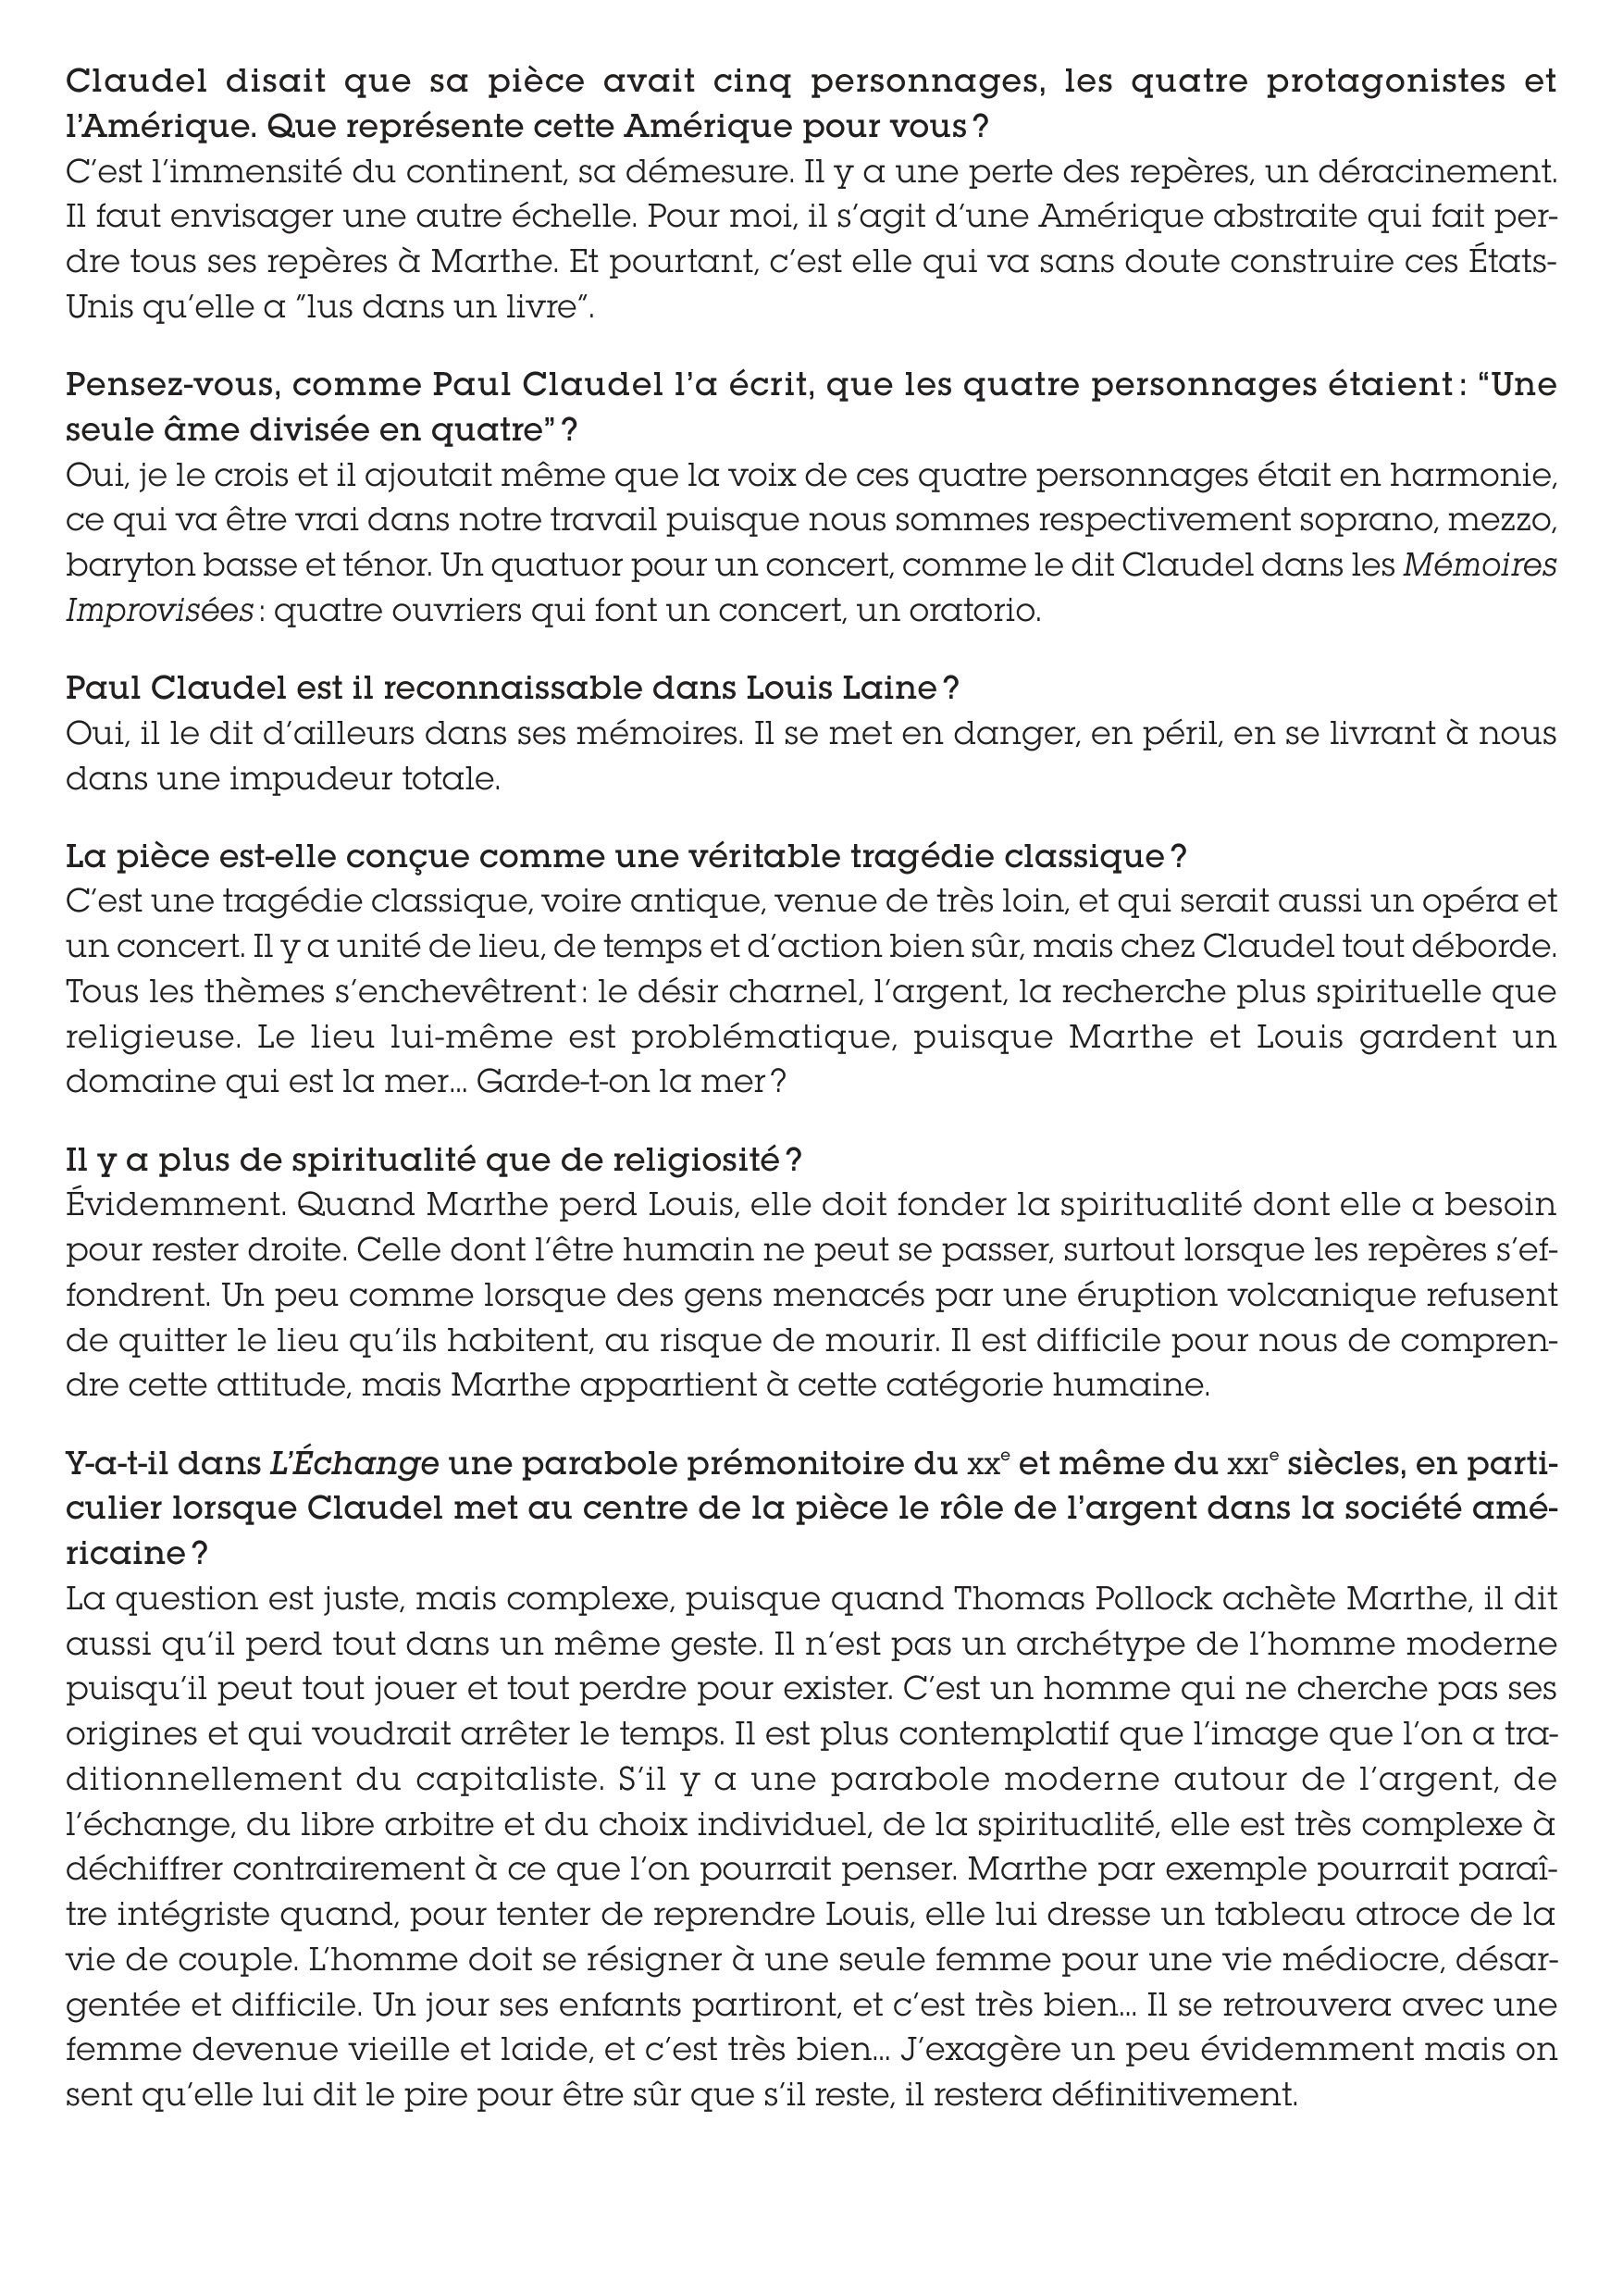 Claudel disait que sa pièce avait cinq personnages, les quatre protagonistes et
l’Amérique. Que représente cette Amérique pour vous ?
C’est l’immensité du continent, sa démesure. Il y a une perte des repères, un déracinement.
Il faut envisager une autre échelle. Pour moi, il s’agit d’une Amérique abstraite qui fait per-
dre tous ses repères à Marthe. Et pourtant, c’est elle qui va sans doute construire ces États-
Unis qu’elle a "lus dans un livre".
Pensez-vous, comme Paul Claudel l’a écrit, que les quatre personnages étaient : “Une
seule âme divisée en quatre” ?
Oui, je le crois et il ajoutait même que la voix de ces quatre personnages était en harmonie,
ce qui va être vrai dans notre travail puisque nous sommes respectivement soprano, mezzo,
baryton basse et ténor. Un quatuor pour un concert, comme le dit Claudel dans les Mémoires
Improvisées : quatre ouvriers qui font un concert, un oratorio.
Paul Claudel est il reconnaissable dans Louis Laine ?
Oui, il le dit d’ailleurs dans ses mémoires. Il se met en danger, en péril, en se livrant à nous
dans une impudeur totale.
La pièce est-elle conçue comme une véritable tragédie classique ?
C’est une tragédie classique, voire antique, venue de très loin, et qui serait aussi un opéra et
un concert. Il y a unité de lieu, de temps et d’action bien sûr, mais chez Claudel tout déborde.
Tous les thèmes s’enchevêtrent : le désir charnel, l’argent, la recherche plus spirituelle que
religieuse. Le lieu lui-même est problématique, puisque Marthe et Louis gardent un
domaine qui est la mer... Garde-t-on la mer ?
Il y a plus de spiritualité que de religiosité ?
Évidemment. Quand Marthe perd Louis, elle doit fonder la spiritualité dont elle a besoin
pour rester droite. Celle dont l’être humain ne peut se passer, surtout lorsque les repères s’ef-
fondrent. Un peu comme lorsque des gens menacés par une éruption volcanique refusent
de quitter le lieu qu’ils habitent, au risque de mourir. Il est difficile pour nous de compren-
dre cette attitude, mais Marthe appartient à cette catégorie humaine.
Y-a-t-il dans L’Échange une parabole prémonitoire du XXe et même du XXIe siècles, en parti-
culier lorsque Claudel met au centre de la pièce le rôle de l’argent dans la société amé-
ricaine ?
La question est juste, mais complexe, puisque quand Thomas Pollock achète Marthe, il dit
aussi qu’il perd tout dans un même geste. Il n’est pas un archétype de l’homme moderne
puisqu’il peut tout jouer et tout perdre pour exister. C’est un homme qui ne cherche pas ses
origines et qui voudrait arrêter le temps. Il est plus contemplatif que l’image que l’on a tra-
ditionnellement du capitaliste. S’il y a une parabole moderne autour de l’argent, de
l’échange, du libre arbitre et du choix individuel, de la spiritualité, elle est très complexe à
déchiffrer contrairement à ce que l’on pourrait penser. Marthe par exemple pourrait paraî-
tre intégriste quand, pour tenter de reprendre Louis, elle lui dresse un tableau atroce de la
vie de couple. L’homme doit se résigner à une seule femme pour une vie médiocre, désar-
gentée et difficile. Un jour ses enfants partiront, et c’est très bien... Il se retrouvera avec une
femme devenue vieille et laide, et c’est très bien... J’exagère un peu évidemment mais on
sent qu’elle lui dit le pire pour être sûr que s’il reste, il restera définitivement.